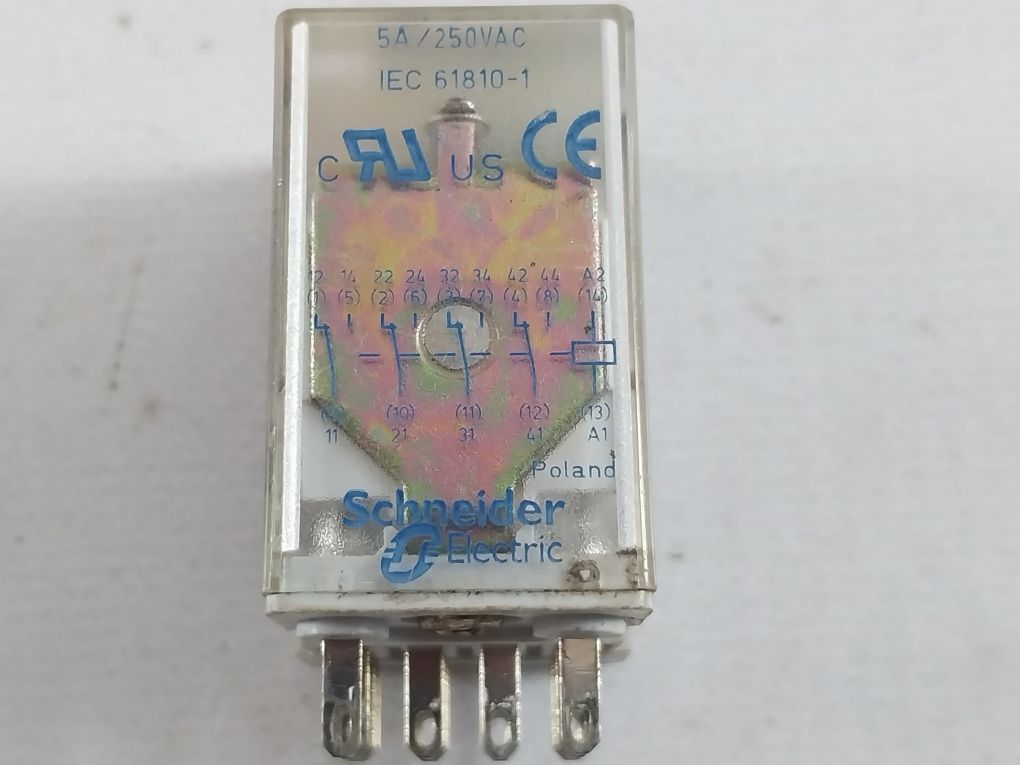 5A/250VAC
IEC 61810-1
C RU US CE
12 14 22 24 32 34 42 44 A2
(1) (5) (2) (6) (3) (7) (4) (8) (14)
(10) (11) (12) (13)
11 21 31 41 A1
Poland
Schneider
Electric